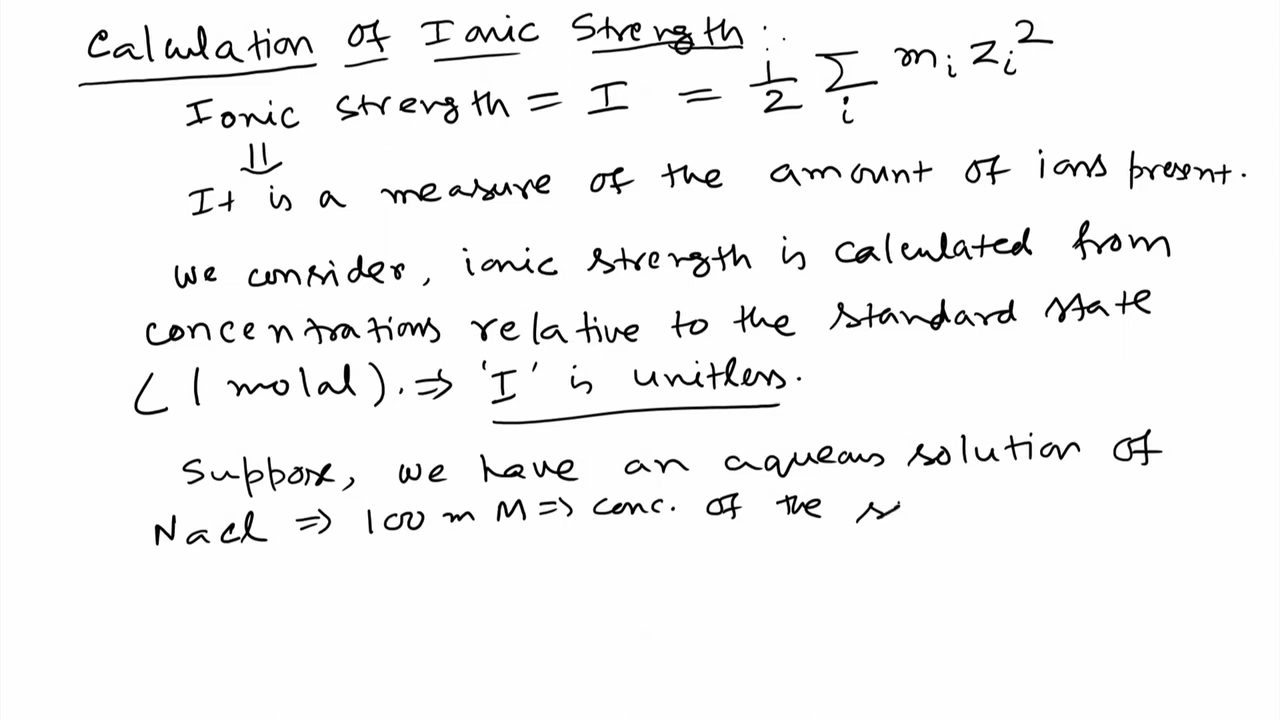 Calculation of Ionic Strength :
Ionic strength = I = 1/2 Σ_i m_i z_i^2
⇓
It is a measure of the amount of ions present.
We consider, ionic strength is calculated from
concentrations relative to the standard state
(1 molal). ⇒ 'I' is unitless.
Suppose, we have an aqueous solution of
NaCl ⇒ 100 mM ⇒ conc. of the